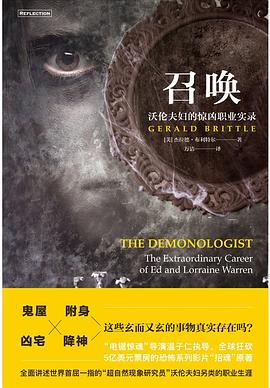 REFLECTION
召唤
沃伦夫妇的惊凶职业实录
GERALD BRITTLE
[美]杰拉德·布利特尔——著
万洁——译
THE DEMONOLOGIST
The Extraordinary Career
of Ed and Lorraine Warren
鬼屋 附身
凶宅 降神
这些玄而又玄的事物真实存在吗?
“电锯惊魂”导演温子仁执导、全球狂砍
5亿美元票房的恐怖系列片“招魂”原著
全面讲述世界首屈一指的“超自然现象研究员”沃伦夫妇另类的职业生涯